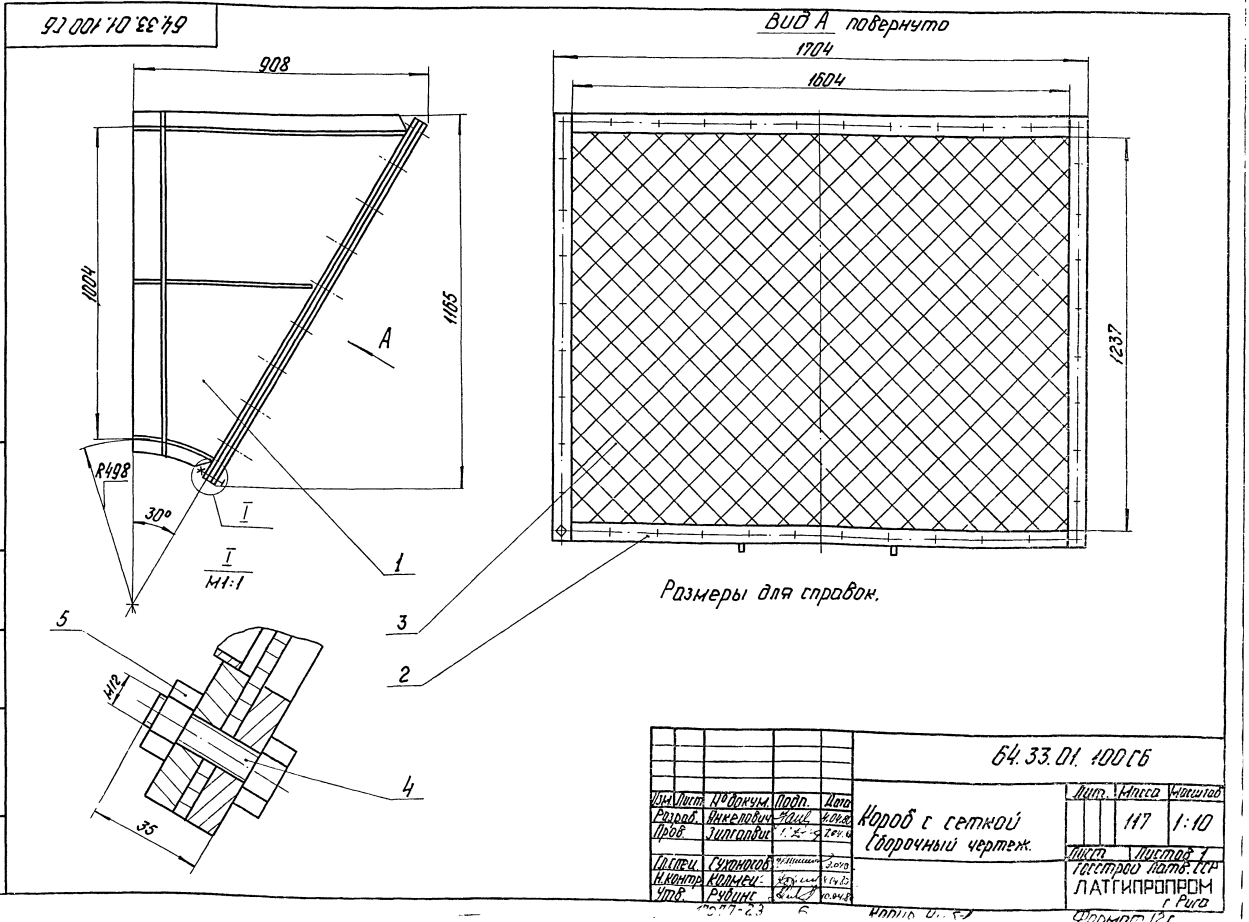 64.33.01.100 СБ
Вид А повернуто
1704
1604
908
1004
1165
1237
А
R498
30°
I
I
М1:1
1
2
3
4
5
М12
35
Размеры для справок.
64.33.01.100 СБ
Короб с сеткой
Сборочный чертеж.
Лит. Масса Масштаб
117 1:10
Лист Листов 1
Госстрой Латв. ССР
ЛАТГИПРОПРОМ
г. Рига
Изм Лист № докум. Подп. Дата
Разраб.
Пров
Гл.спец. Сухоносов
Н.контр
Утв. Рубинс
6
Формат 12